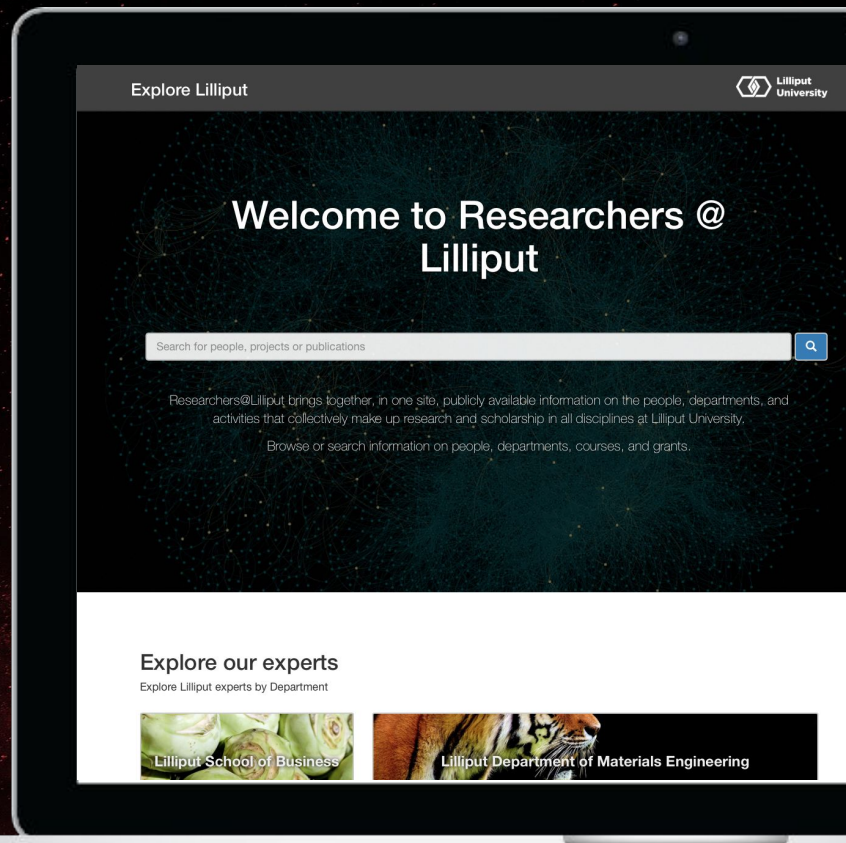 Explore Lilliput
Lilliput
University
Welcome to Researchers @
Lilliput
Search for people, projects or publications
Researchers@Lilliput brings together, in one site, publicly available information on the people, departments, and
activities that collectively make up research and scholarship in all disciplines at Lilliput University.
Browse or search information on people, departments, courses, and grants.
Explore our experts
Explore Lilliput experts by Department
Lilliput School of Business
Lilliput Department of Materials Engineering